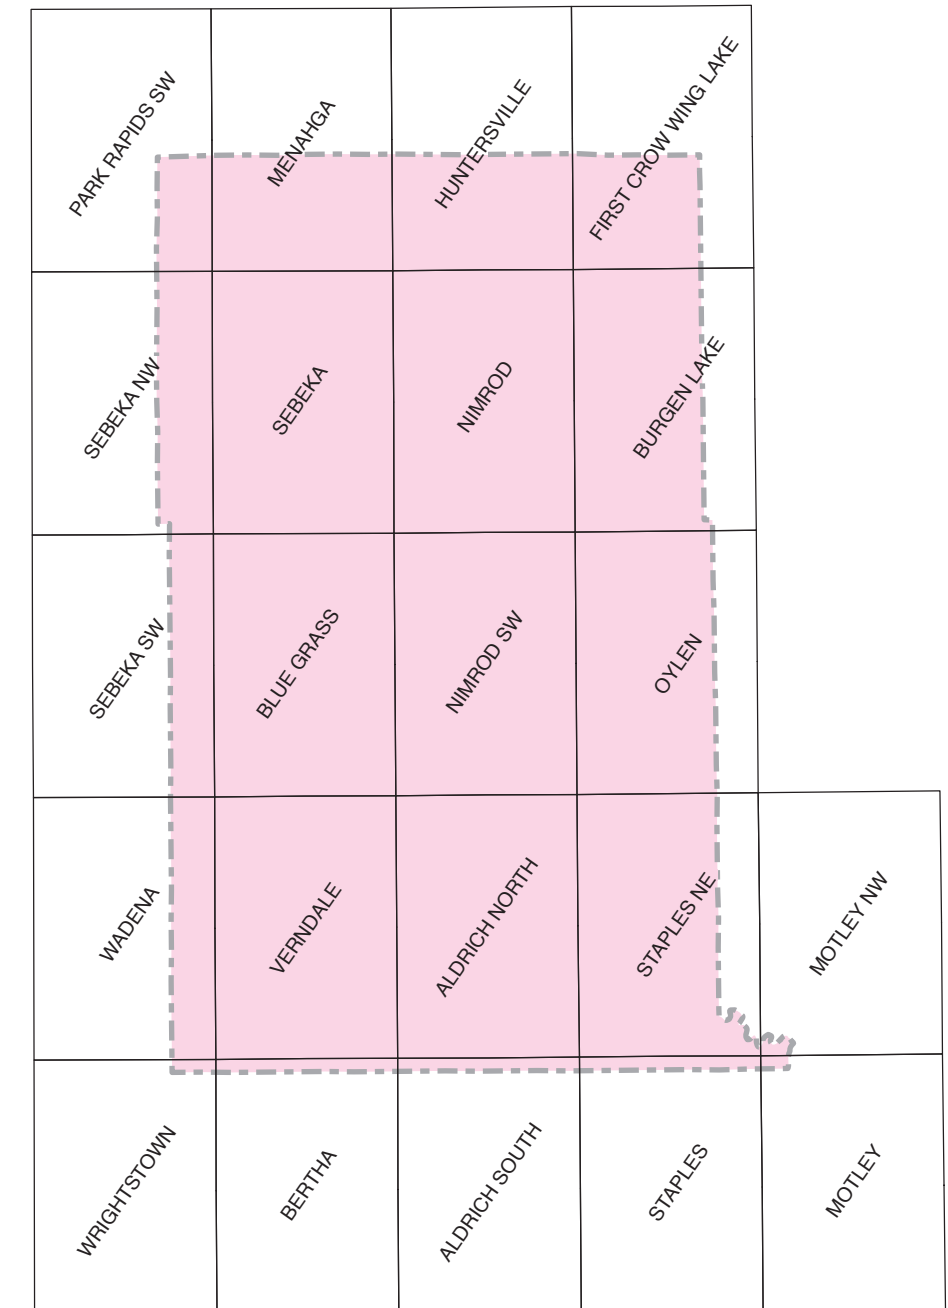 PARK RAPIDS SW
MENAHGA
HUNTERSVILLE
FIRST CROW WING LAKE
SEBEKA NW
SEBEKA
NIMROD
BURGEN LAKE
SEBEKA SW
BLUE GRASS
NIMROD SW
OYLEN
WADENA
VERNDALE
ALDRICH NORTH
STAPLES NE
MOTLEY NW
WRIGHTSTOWN
BERTHA
ALDRICH SOUTH
STAPLES
MOTLEY